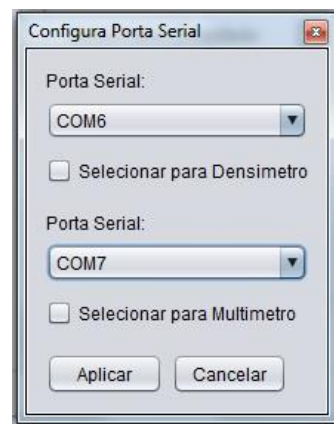 Configura Porta Serial
Porta Serial:
COM6
Selecionar para Densimetro
Porta Serial:
COM7
Selecionar para Multimetro
Aplicar Cancelar